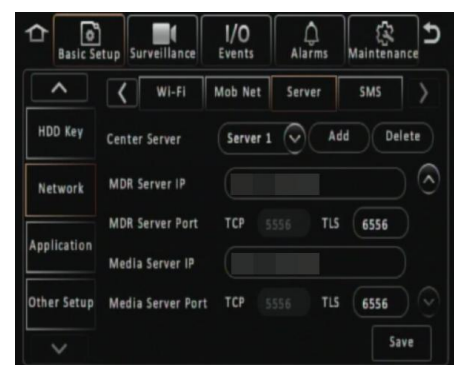 Basic Setup Surveillance I/O Events Alarms Maintenance
Wi-Fi Mob Net Server SMS
HDD Key Center Server Server 1 Add Delete
Network MDR Server IP
MDR Server Port TCP 5556 TLS 6556
Application
Media Server IP
Other Setup Media Server Port TCP 5556 TLS 6556
Save